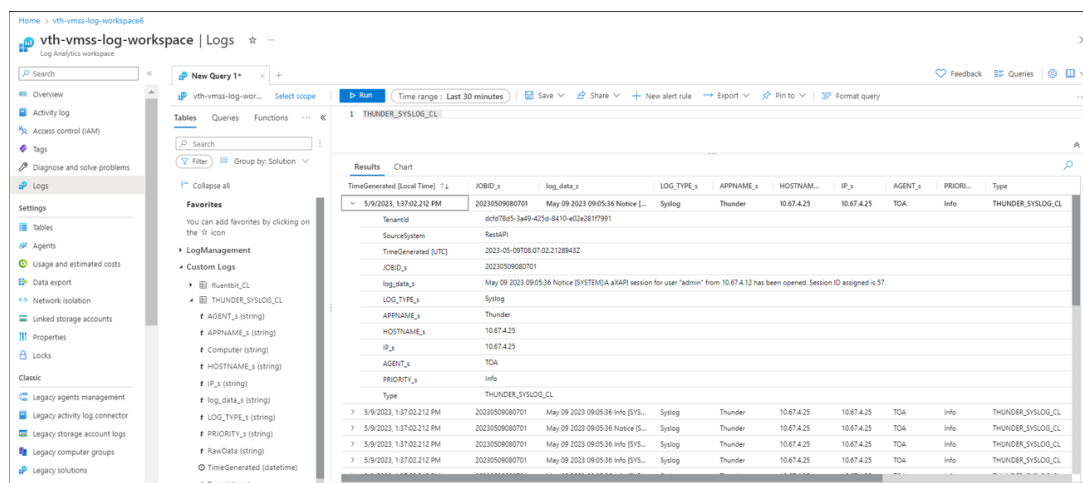 Home > vth-vmss-log-workspace6
vth-vmss-log-workspace | Logs ☆ ...
Log Analytics workspace
Search «
Overview
Activity log
Access control (IAM)
Tags
Diagnose and solve problems
Logs
Settings
Tables
Agents
Usage and estimated costs
Data export
Network isolation
Linked storage accounts
Properties
Locks
Classic
Legacy agents management
Legacy activity log connector
Legacy storage account logs
Legacy computer groups
Legacy solutions
New Query 1* × +
Feedback Queries
vth-vmss-log-wor... Select scope
Run Time range : Last 30 minutes Save Share New alert rule Export Pin to Format query
Tables Queries Functions ... «
Search
Filter Group by: Solution
Collapse all
Favorites
You can add favorites by clicking on
the ☆ icon
LogManagement
Custom Logs
fluentbit_CL
THUNDER_SYSLOG_CL
t AGENT_s (string)
t APPNAME_s (string)
t Computer (string)
t HOSTNAME_s (string)
t IP_s (string)
t log_data_s (string)
t LOG_TYPE_s (string)
t PRIORITY_s (string)
t RawData (string)
TimeGenerated (datetime)
1 THUNDER_SYSLOG_CL
...
Results Chart
TimeGenerated [Local Time] ↑↓ JOBID_s log_data_s LOG_TYPE_s APPNAME_s HOSTNAM... IP_s AGENT_s PRIORI... Type
5/9/2023, 1:37:02.212 PM 20230509080701 May 09 2023 09:05:36 Notice [... Syslog Thunder 10.67.4.25 10.67.4.25 TOA Info THUNDER_SYSLOG_CL
TenantId dcfd78d5-3a49-425d-8410-e02e281f7991
SourceSystem RestAPI
TimeGenerated [UTC] 2023-05-09T08:07:02.2128943Z
JOBID_s 20230509080701
log_data_s May 09 2023 09:05:36 Notice [SYSTEM]:A aXAPI session for user "admin" from 10.67.4.12 has been opened. Session ID assigned is 57.
LOG_TYPE_s Syslog
APPNAME_s Thunder
HOSTNAME_s 10.67.4.25
IP_s 10.67.4.25
AGENT_s TOA
PRIORITY_s Info
Type THUNDER_SYSLOG_CL
5/9/2023, 1:37:02.212 PM 20230509080701 May 09 2023 09:05:36 Info [SYS... Syslog Thunder 10.67.4.25 10.67.4.25 TOA Info THUNDER_SYSLOG_CL
5/9/2023, 1:37:02.212 PM 20230509080701 May 09 2023 09:05:36 Notice [S... Syslog Thunder 10.67.4.25 10.67.4.25 TOA Info THUNDER_SYSLOG_CL
5/9/2023, 1:37:02.212 PM 20230509080701 May 09 2023 09:05:36 Info [SYS... Syslog Thunder 10.67.4.25 10.67.4.25 TOA Info THUNDER_SYSLOG_CL
5/9/2023, 1:37:02.212 PM 20230509080701 May 09 2023 09:05:36 Info [SYS... Syslog Thunder 10.67.4.25 10.67.4.25 TOA Info THUNDER_SYSLOG_CL